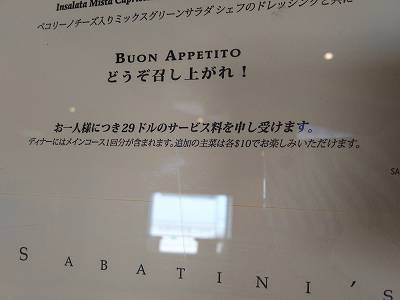 Insalata Mista Capri
ペコリーノチーズ入りミックスグリーンサラダ シェフのドレッシングと共に
BUON APPETITO
どうぞ召し上がれ！
お一人様につき29ドルのサービス料を申し受けます。
ディナーにはメインコース1回分が含まれます。追加の主菜は各$10でお楽しみいただけます。
SA
SABATINI'S